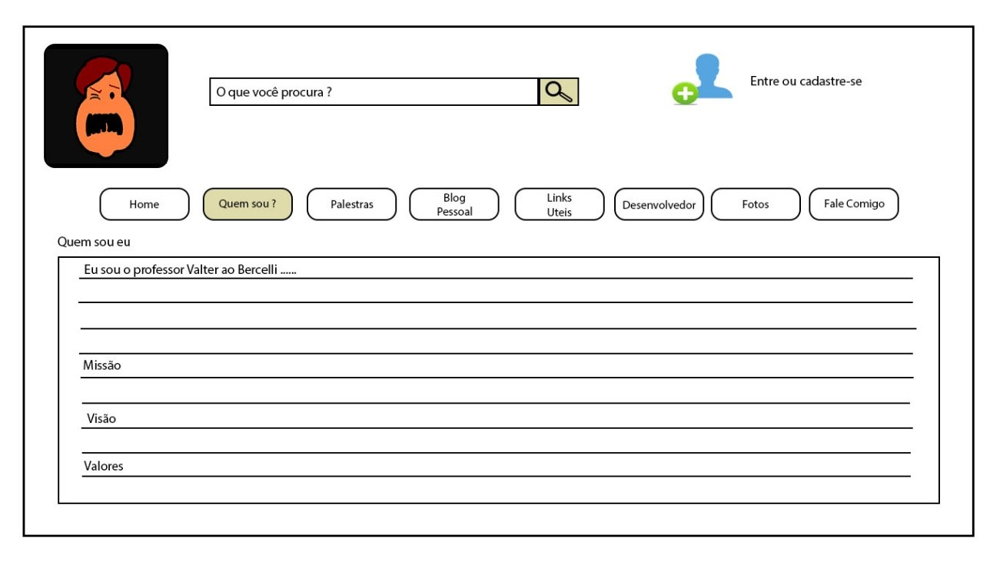 O que você procura ?
Entre ou cadastre-se
Home
Quem sou ?
Palestras
Blog
Pessoal
Links
Uteis
Desenvolvedor
Fotos
Fale Comigo
Quem sou eu
Eu sou o professor Valter ao Bercelli ......
Missão
Visão
Valores